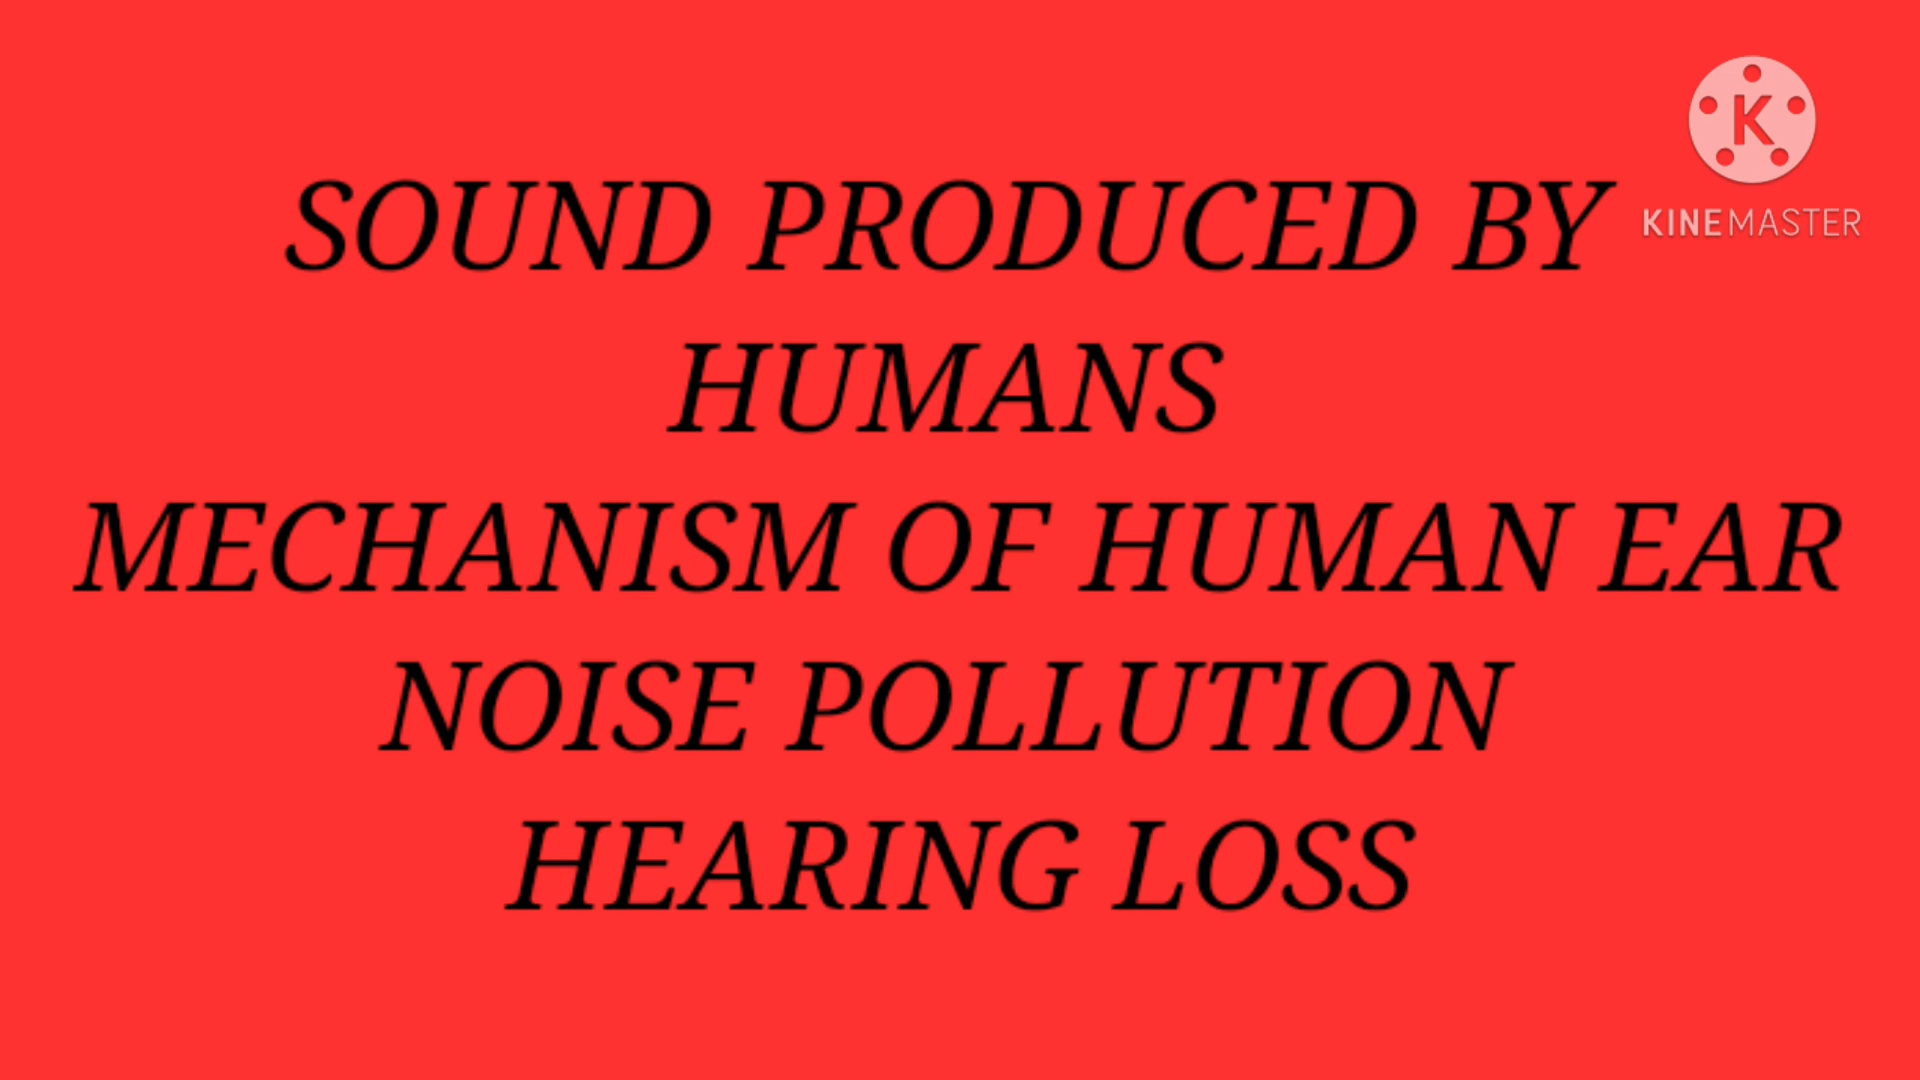 K
KINEMASTER
SOUND PRODUCED BY
HUMANS
MECHANISM OF HUMAN EAR
NOISE POLLUTION
HEARING LOSS